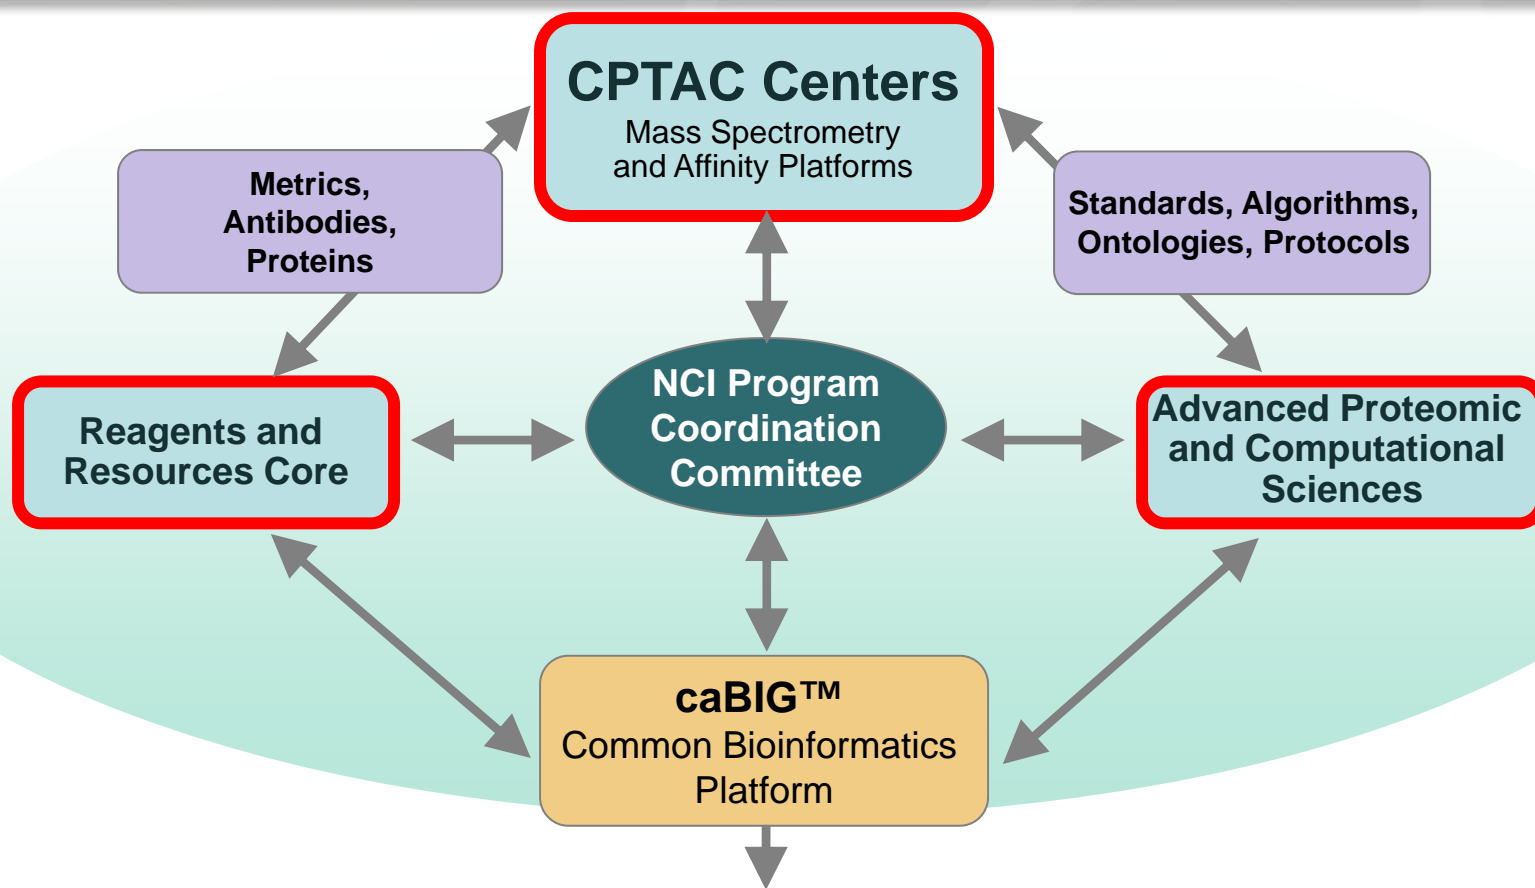 CPTAC Centers
Mass Spectrometry
and Affinity Platforms
Metrics,
Antibodies,
Proteins
Standards, Algorithms,
Ontologies, Protocols
NCI Program
Coordination
Committee
Reagents and
Resources Core
Advanced Proteomic
and Computational
Sciences
caBIG™
Common Bioinformatics
Platform